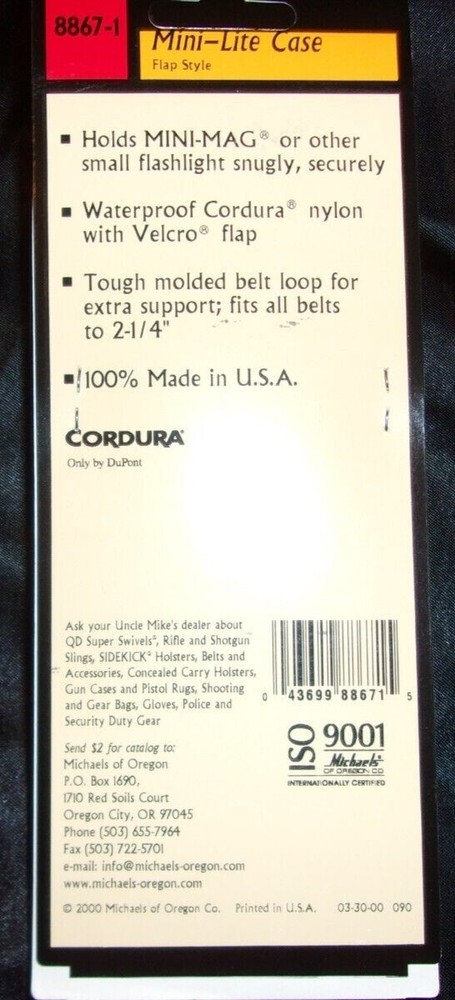 8867-1
Mini-Lite Case
Flap Style
▪ Holds MINI-MAG® or other
small flashlight snugly, securely
▪ Waterproof Cordura® nylon
with Velcro® flap
▪ Tough molded belt loop for
extra support; fits all belts
to 2-1/4"
▪ 100% Made in U.S.A.
CORDURA®
Only by DuPont
Ask your Uncle Mike's dealer about
QD Super Swivels®, Rifle and Shotgun
Slings, SIDEKICK® Holsters, Belts and
Accessories, Concealed Carry Holsters,
Gun Cases and Pistol Rugs, Shooting
and Gear Bags, Gloves, Police and
Security Duty Gear
Send $2 for catalog to:
Michaels of Oregon
P.O. Box 1690,
1710 Red Soils Court
Oregon City, OR 97045
Phone (503) 655-7964
Fax (503) 722-5701
e-mail: info@michaels-oregon.com
www.michaels-oregon.com
0 43699 88671 5
ISO 9001
Michaels
OF OREGON CO
INTERNATIONALLY CERTIFIED
© 2000 Michaels of Oregon Co. Printed in U.S.A. 03-30-00 090